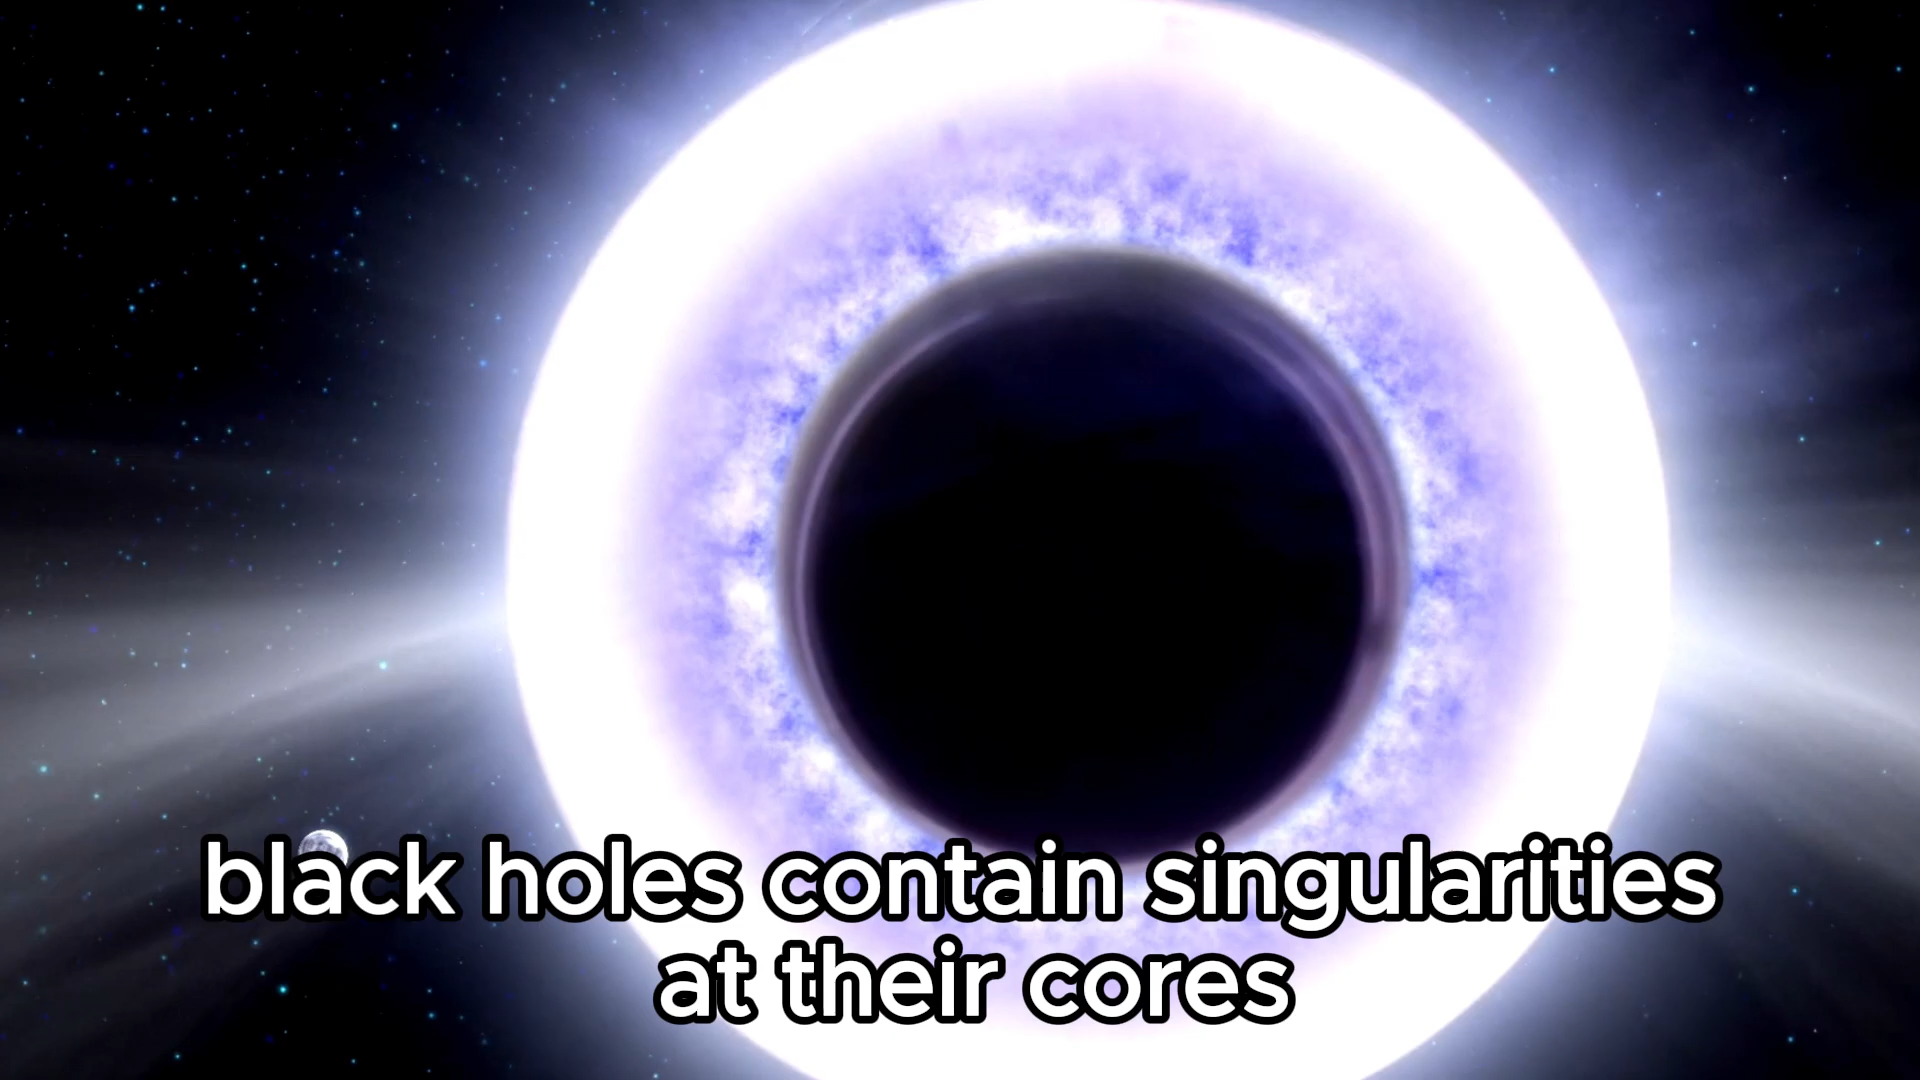 black holes contain singularities
at their cores